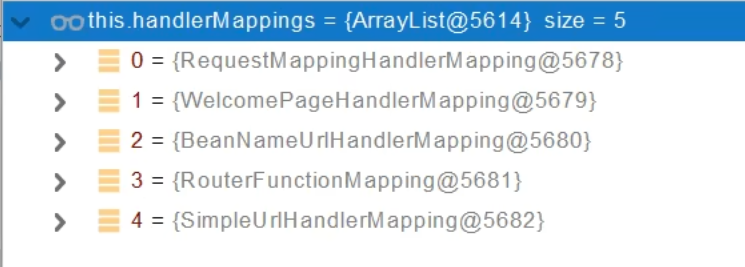 this.handlerMappings = {ArrayList@5614} size = 5
0 = {RequestMappingHandlerMapping@5678}
1 = {WelcomePageHandlerMapping@5679}
2 = {BeanNameUrlHandlerMapping@5680}
3 = {RouterFunctionMapping@5681}
4 = {SimpleUrlHandlerMapping@5682}